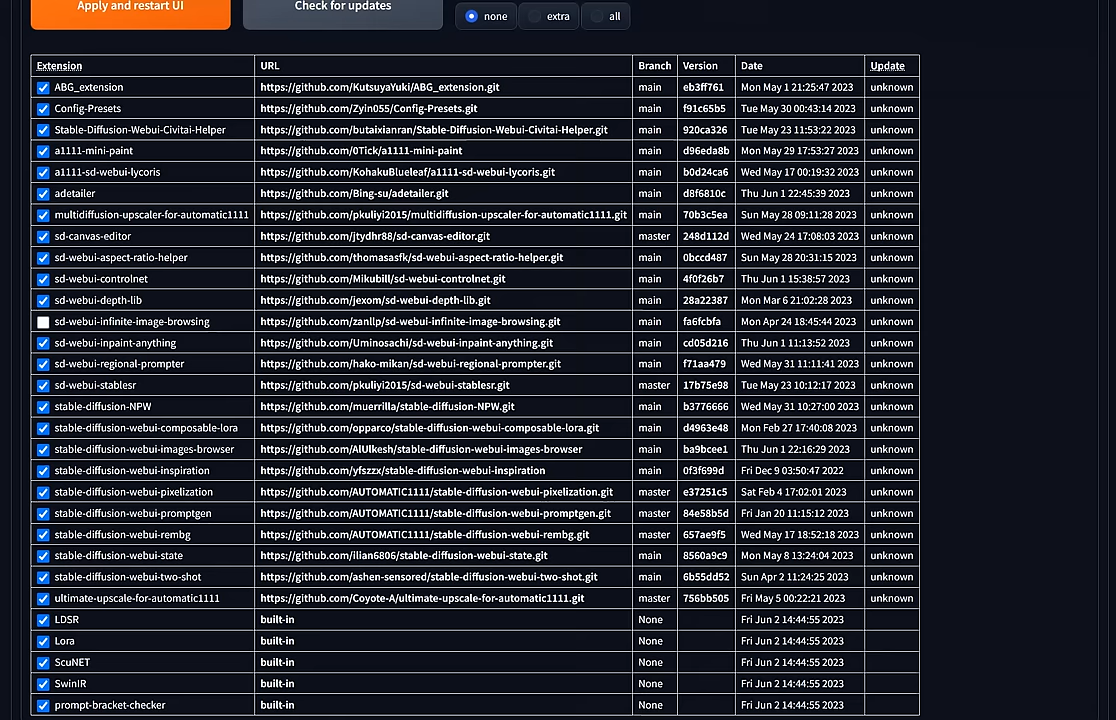 Apply and restart UI Check for updates none extra all
Extension URL Branch Version Date Update
ABG_extension https://github.com/KutsuyaYuki/ABG_extension.git main eb3ff761 Mon May 1 21:25:47 2023 unknown
Config-Presets https://github.com/Zyin055/Config-Presets.git main f91c65b5 Tue May 30 00:43:14 2023 unknown
Stable-Diffusion-Webui-Civitai-Helper https://github.com/butaixianran/Stable-Diffusion-Webui-Civitai-Helper.git main 920ca326 Tue May 23 11:53:22 2023 unknown
a1111-mini-paint https://github.com/0Tick/a1111-mini-paint main d96eda8b Mon May 29 17:53:27 2023 unknown
a1111-sd-webui-lycoris https://github.com/KohakuBlueleaf/a1111-sd-webui-lycoris.git main b0d24ca6 Wed May 17 00:19:32 2023 unknown
adetailer https://github.com/Bing-su/adetailer.git main d8f6810c Thu Jun 1 22:45:39 2023 unknown
multidiffusion-upscaler-for-automatic1111 https://github.com/pkuliyi2015/multidiffusion-upscaler-for-automatic1111.git main 70b3c5ea Sun May 28 09:11:28 2023 unknown
sd-canvas-editor https://github.com/jtydhr88/sd-canvas-editor.git master 248d112d Wed May 24 17:08:03 2023 unknown
sd-webui-aspect-ratio-helper https://github.com/thomasasfk/sd-webui-aspect-ratio-helper.git main 0bccd487 Sun May 28 20:31:15 2023 unknown
sd-webui-controlnet https://github.com/Mikubill/sd-webui-controlnet.git main 4f0f26b7 Thu Jun 1 15:38:57 2023 unknown
sd-webui-depth-lib https://github.com/jexom/sd-webui-depth-lib.git main 28a22387 Mon Mar 6 21:02:28 2023 unknown
sd-webui-infinite-image-browsing https://github.com/zanllp/sd-webui-infinite-image-browsing.git main fa6fcbfa Mon Apr 24 18:45:44 2023 unknown
sd-webui-inpaint-anything https://github.com/Uminosachi/sd-webui-inpaint-anything.git main cd05d216 Thu Jun 1 11:13:52 2023 unknown
sd-webui-regional-prompter https://github.com/hako-mikan/sd-webui-regional-prompter.git main f71aa479 Wed May 31 11:11:41 2023 unknown
sd-webui-stablesr https://github.com/pkuliyi2015/sd-webui-stablesr.git master 17b75e98 Tue May 23 10:12:17 2023 unknown
stable-diffusion-NPW https://github.com/muerrilla/stable-diffusion-NPW.git main b3776666 Wed May 31 10:27:00 2023 unknown
stable-diffusion-webui-composable-lora https://github.com/opparco/stable-diffusion-webui-composable-lora.git main d4963e48 Mon Feb 27 17:40:08 2023 unknown
stable-diffusion-webui-images-browser https://github.com/AlUlkesh/stable-diffusion-webui-images-browser main ba9bcee1 Thu Jun 1 22:16:29 2023 unknown
stable-diffusion-webui-inspiration https://github.com/yfszzx/stable-diffusion-webui-inspiration main 0f3f699d Fri Dec 9 03:50:47 2022 unknown
stable-diffusion-webui-pixelization https://github.com/AUTOMATIC1111/stable-diffusion-webui-pixelization.git master e37251c5 Sat Feb 4 17:02:01 2023 unknown
stable-diffusion-webui-promptgen https://github.com/AUTOMATIC1111/stable-diffusion-webui-promptgen.git master 84e58b5d Fri Jan 20 11:15:12 2023 unknown
stable-diffusion-webui-rembg https://github.com/AUTOMATIC1111/stable-diffusion-webui-rembg.git master 657ae9f5 Wed May 17 18:52:18 2023 unknown
stable-diffusion-webui-state https://github.com/ilian6806/stable-diffusion-webui-state.git main 8560a9c9 Mon May 8 13:24:04 2023 unknown
stable-diffusion-webui-two-shot https://github.com/ashen-sensored/stable-diffusion-webui-two-shot.git main 6b55dd52 Sun Apr 2 11:24:25 2023 unknown
ultimate-upscale-for-automatic1111 https://github.com/Coyote-A/ultimate-upscale-for-automatic1111.git master 756bb505 Fri May 5 00:22:21 2023 unknown
LDSR built-in None Fri Jun 2 14:44:55 2023
Lora built-in None Fri Jun 2 14:44:55 2023
ScuNET built-in None Fri Jun 2 14:44:55 2023
SwinIR built-in None Fri Jun 2 14:44:55 2023
prompt-bracket-checker built-in None Fri Jun 2 14:44:55 2023